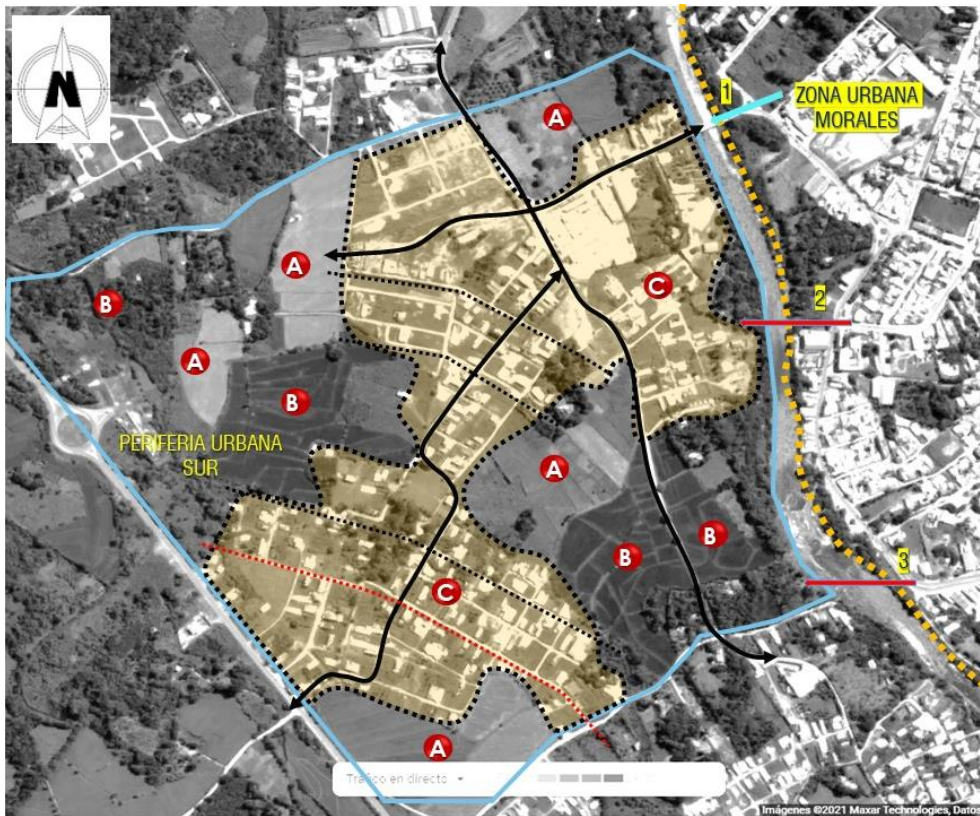 N
1
ZONA URBANA
MORALES
A
A
B
C
2
A
B
PERIFERIA URBANA
SUR
A
B
B
3
C
A
Tráfico en directo
Imágenes ©2021 Maxar Technologies, Datos